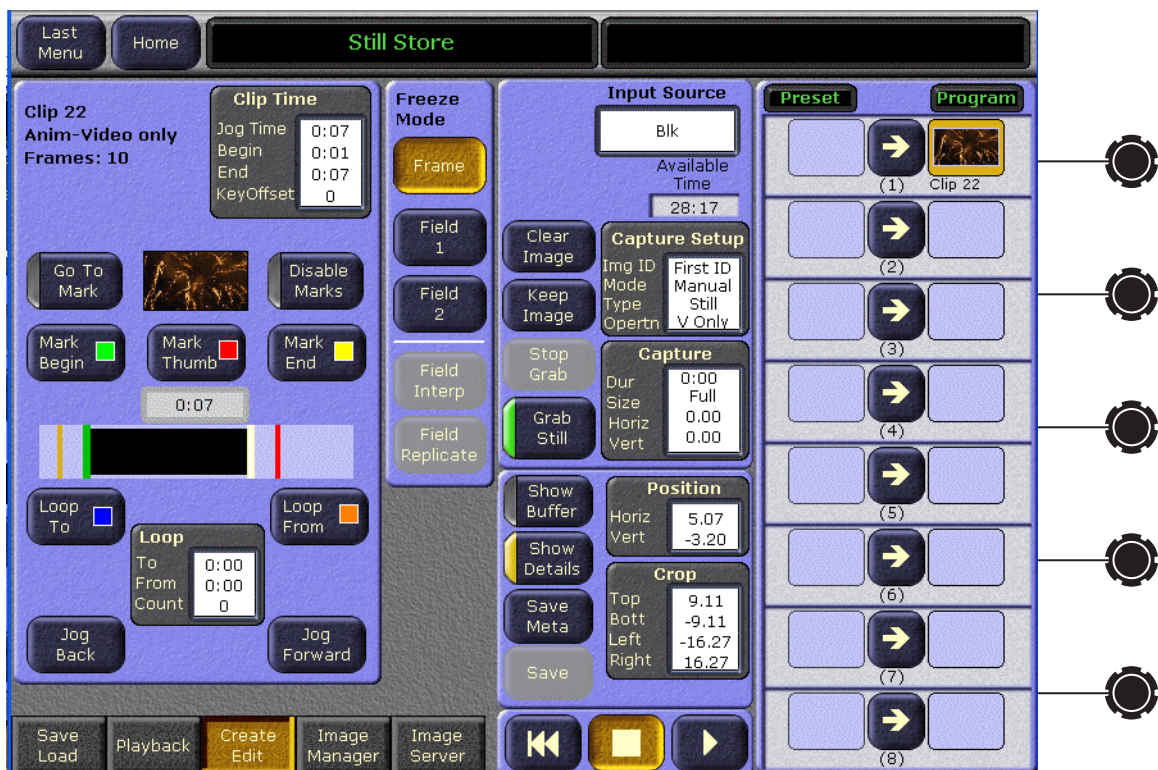 Last
Menu
Home
Still Store
Clip 22
Anim-Video only
Frames: 10
Clip Time
Jog Time 0:07
Begin 0:01
End 0:07
KeyOffset 0
Go To
Mark
Disable
Marks
Mark
Begin
Mark
Thumb
Mark
End
0:07
Loop
To
Loop
From
Loop
To 0:00
From 0:00
Count 0
Jog
Back
Jog
Forward
Freeze
Mode
Frame
Field
1
Field
2
Field
Interp
Field
Replicate
Input Source
Blk
Available
Time
28:17
Clear
Image
Keep
Image
Stop
Grab
Grab
Still
Capture Setup
Img ID First ID
Mode Manual
Type Still
Opertn V Only
Capture
Dur 0:00
Size Full
Horiz 0.00
Vert 0.00
Show
Buffer
Show
Details
Save
Meta
Save
Position
Horiz 5.07
Vert -3.20
Crop
Top 9.11
Bott -9.11
Left -16.27
Right 16.27
Preset
Program
(1)
Clip 22
(2)
(3)
(4)
(5)
(6)
(7)
(8)
Save
Load
Playback
Create
Edit
Image
Manager
Image
Server